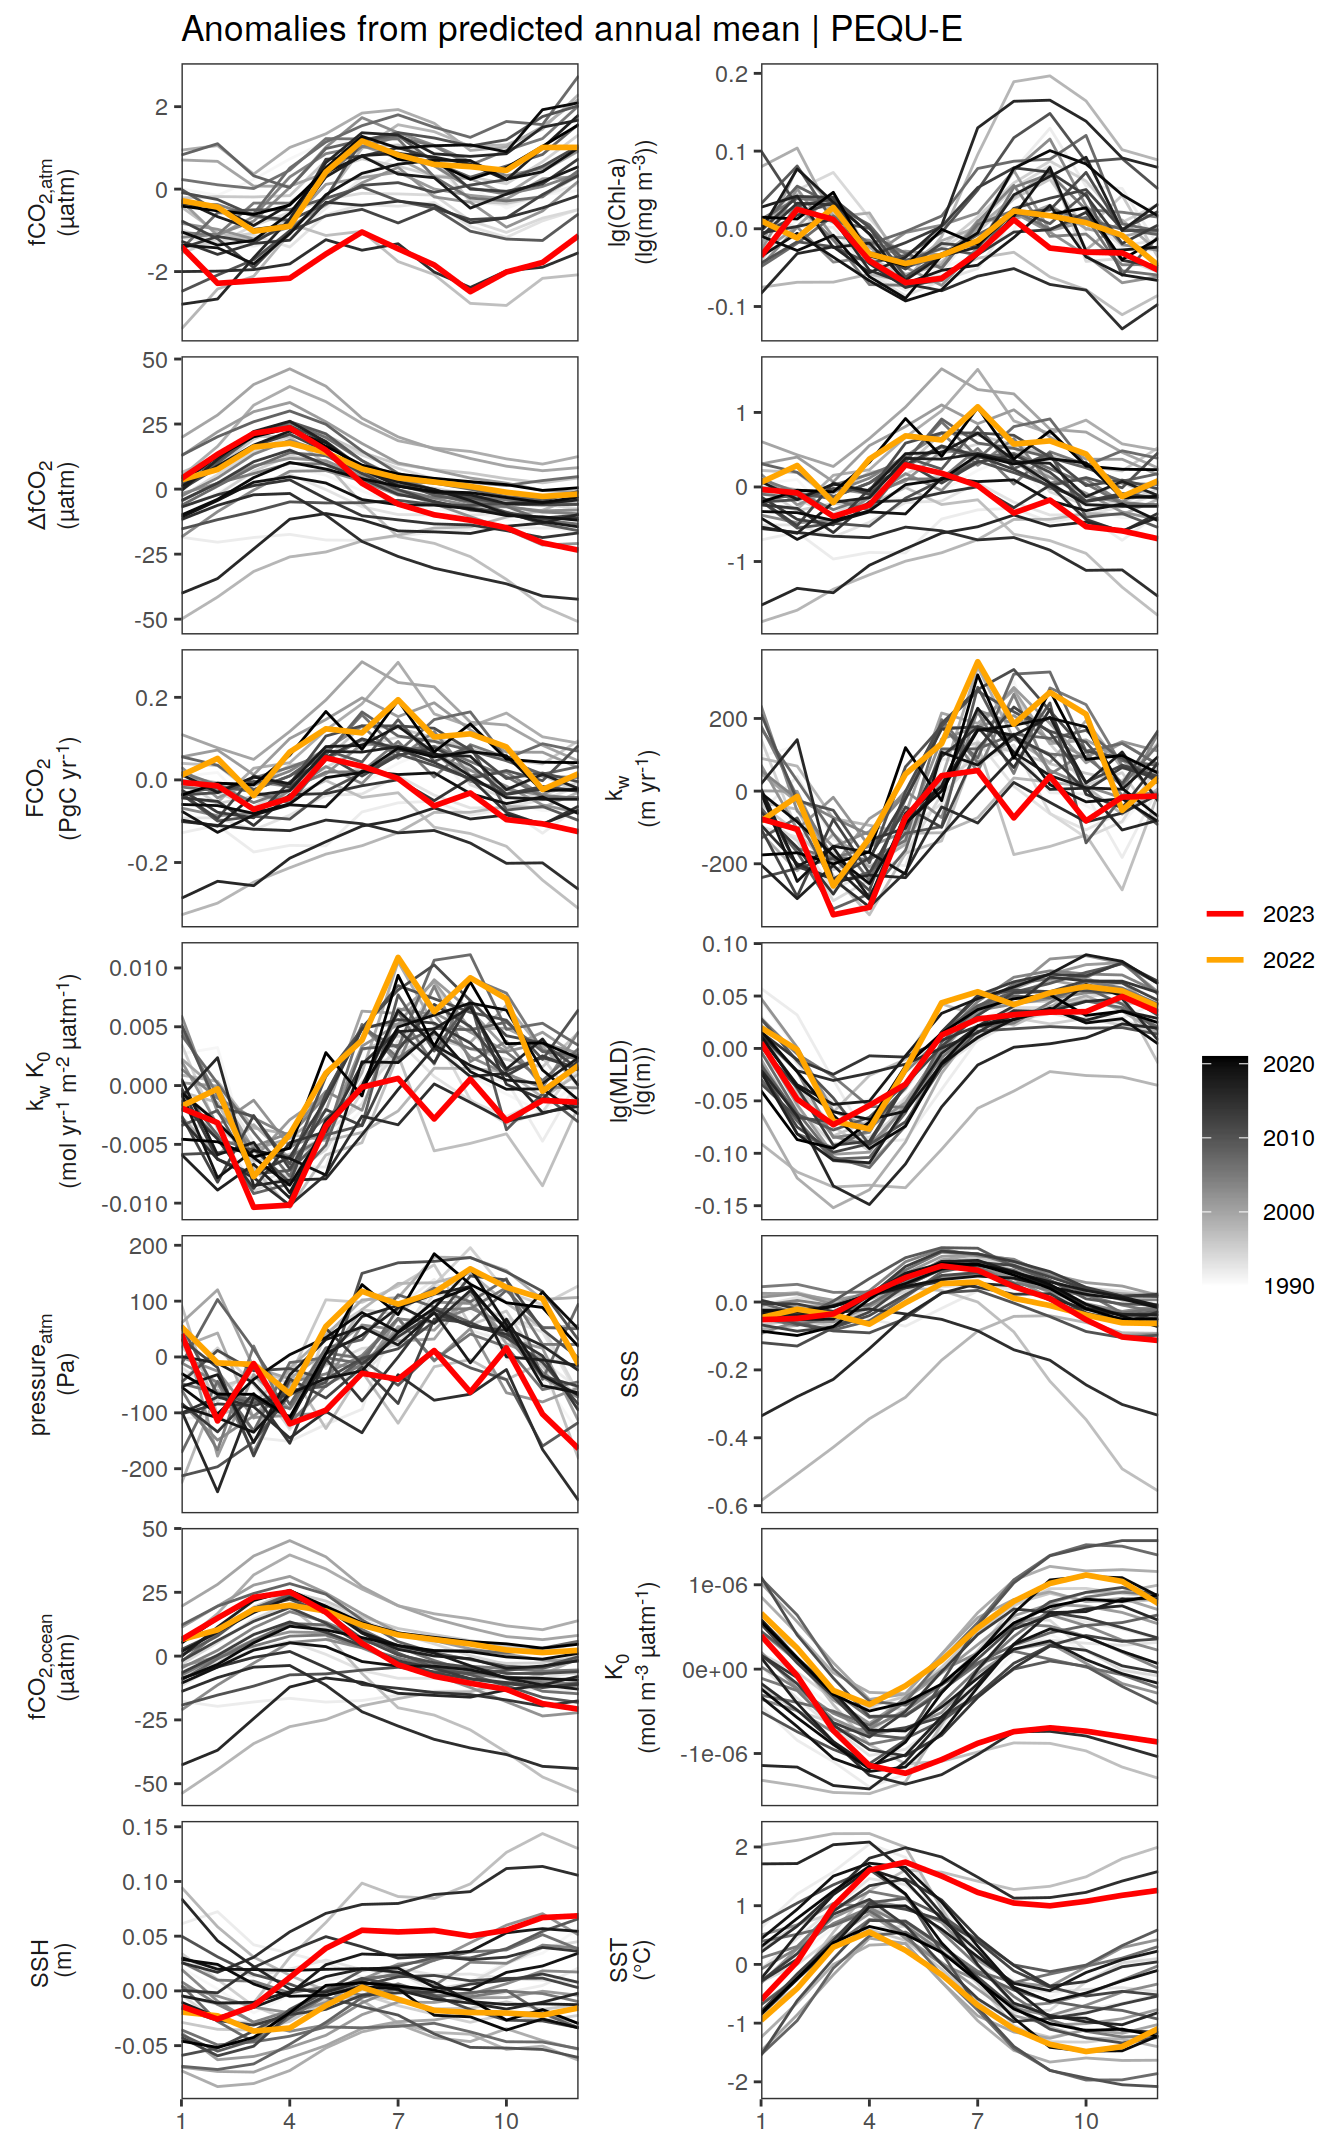 Anomalies from predicted annual mean | PEQU-E
fCO2,atm
(µatm)
2
0
-2
lg(Chl-a)
(lg(mg m-3))
0.2
0.1
0.0
-0.1
ΔfCO2
(µatm)
50
25
0
-25
-50
1
0
-1
FCO2
(PgC yr-1)
0.2
0.0
-0.2
kw
(m yr-1)
200
0
-200
kw K0
(mol yr-1 m-2 µatm-1)
0.010
0.005
0.000
-0.005
-0.010
lg(MLD)
(lg(m))
0.10
0.05
0.00
-0.05
-0.10
-0.15
pressureatm
(Pa)
200
100
0
-100
-200
SSS
0.0
-0.2
-0.4
-0.6
fCO2,ocean
(µatm)
50
25
0
-25
-50
K0
(mol m-3 µatm-1)
1e-06
0e+00
-1e-06
SSH
(m)
0.15
0.10
0.05
0.00
-0.05
SST
(°C)
2
1
0
-1
-2
1 4 7 10
1 4 7 10
2023
2022
2020
2010
2000
1990